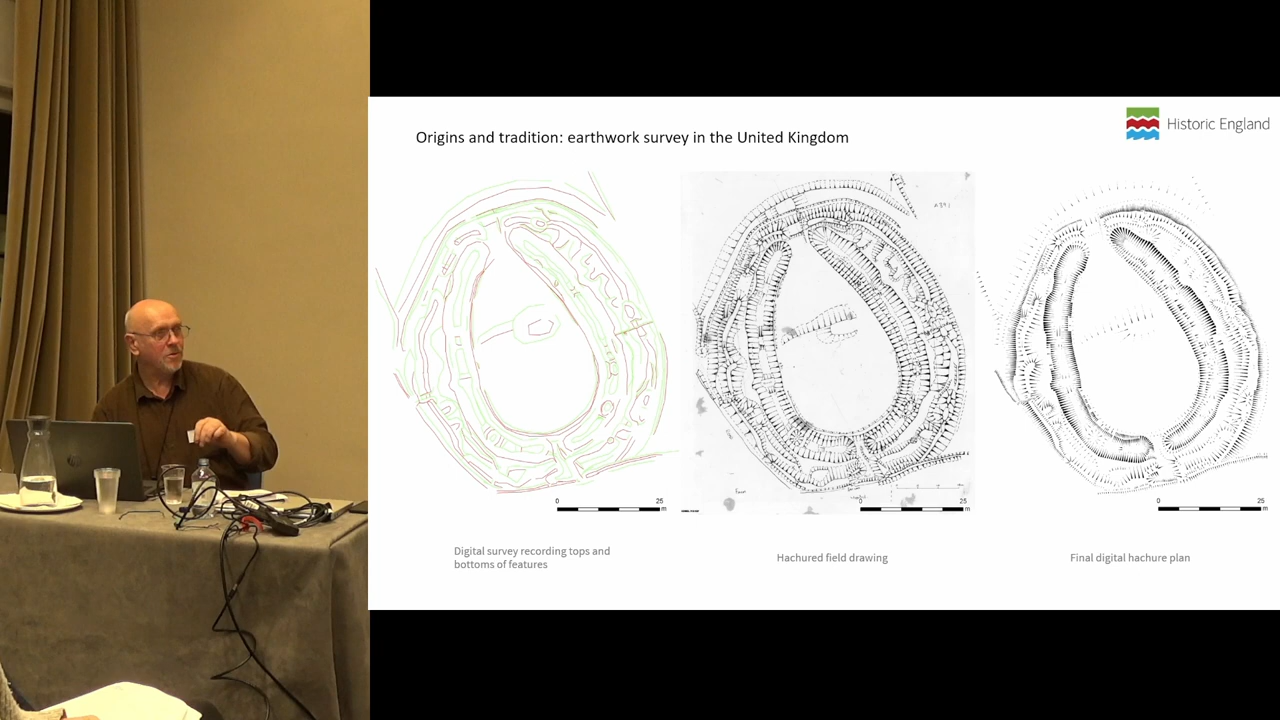 Origins and tradition: earthwork survey in the United Kingdom
Historic England
0 25 m
0 25 m
0 25 m
Digital survey recording tops and
bottoms of features
Hachured field drawing
Final digital hachure plan